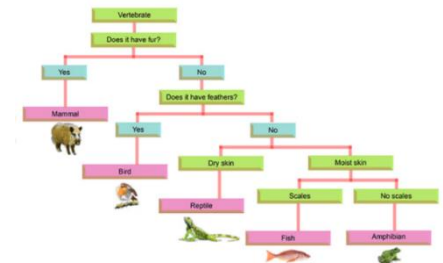 Vertebrate
Does it have fur?
Yes
No
Mammal
Does it have feathers?
Yes
No
Bird
Dry skin
Moist skin
Reptile
Scales
No scales
Fish
Amphibian